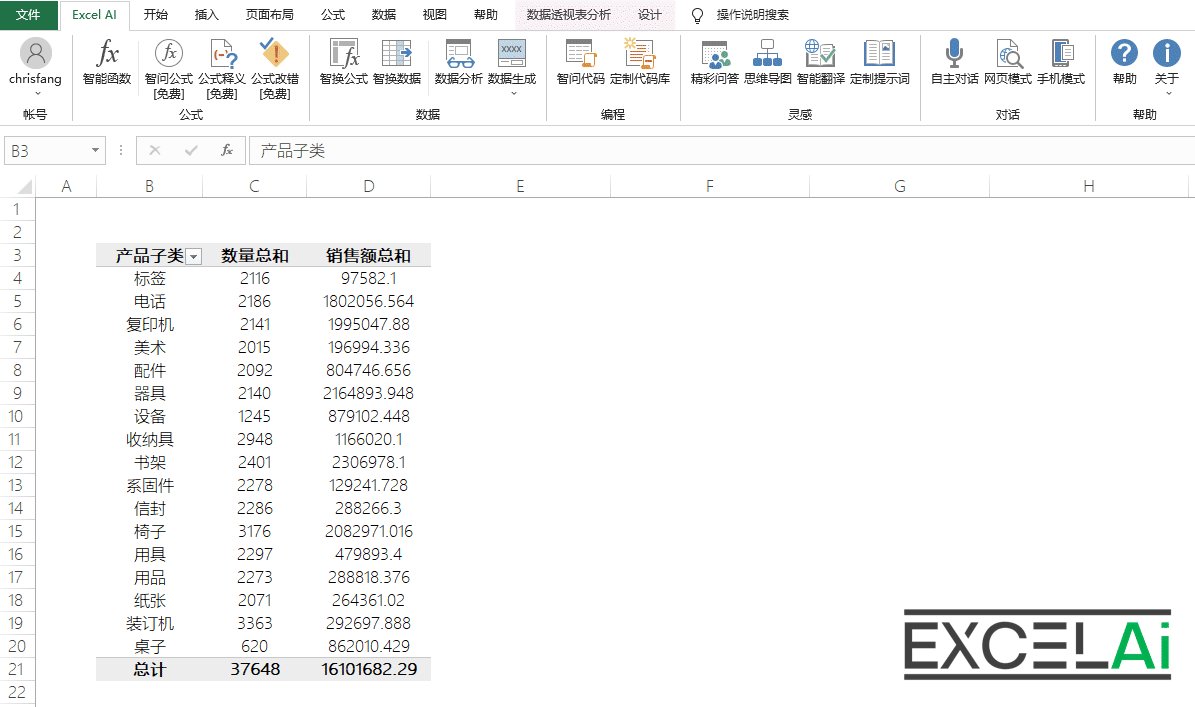 文件 Excel AI 开始 插入 页面布局 公式 数据 视图 帮助 数据透视表分析 设计 操作说明搜索
chrisfang 智能函数 智问公式 公式释义 公式改错 智换公式 智换数据 数据分析 数据生成 智问代码 定制代码库 精彩问答 思维导图 智能翻译 定制提示词 自主对话 网页模式 手机模式 帮助 关于
[免费] [免费] [免费]
帐号 公式 数据 编程 灵感 对话 帮助
B3 fx 产品子类
A B C D E F G H
1
2
3 产品子类 数量总和 销售额总和
4 标签 2116 97582.1
5 电话 2186 1802056.564
6 复印机 2141 1995047.88
7 美术 2015 196994.336
8 配件 2092 804746.656
9 器具 2140 2164893.948
10 设备 1245 879102.448
11 收纳具 2948 1166020.1
12 书架 2401 2306978.1
13 系固件 2278 129241.728
14 信封 2286 288266.3
15 椅子 3176 2082971.016
16 用具 2297 479893.4
17 用品 2273 288818.376
18 纸张 2071 264361.02
19 装订机 3363 292697.888
20 桌子 620 862010.429
21 总计 37648 16101682.29
22
EXCELAi